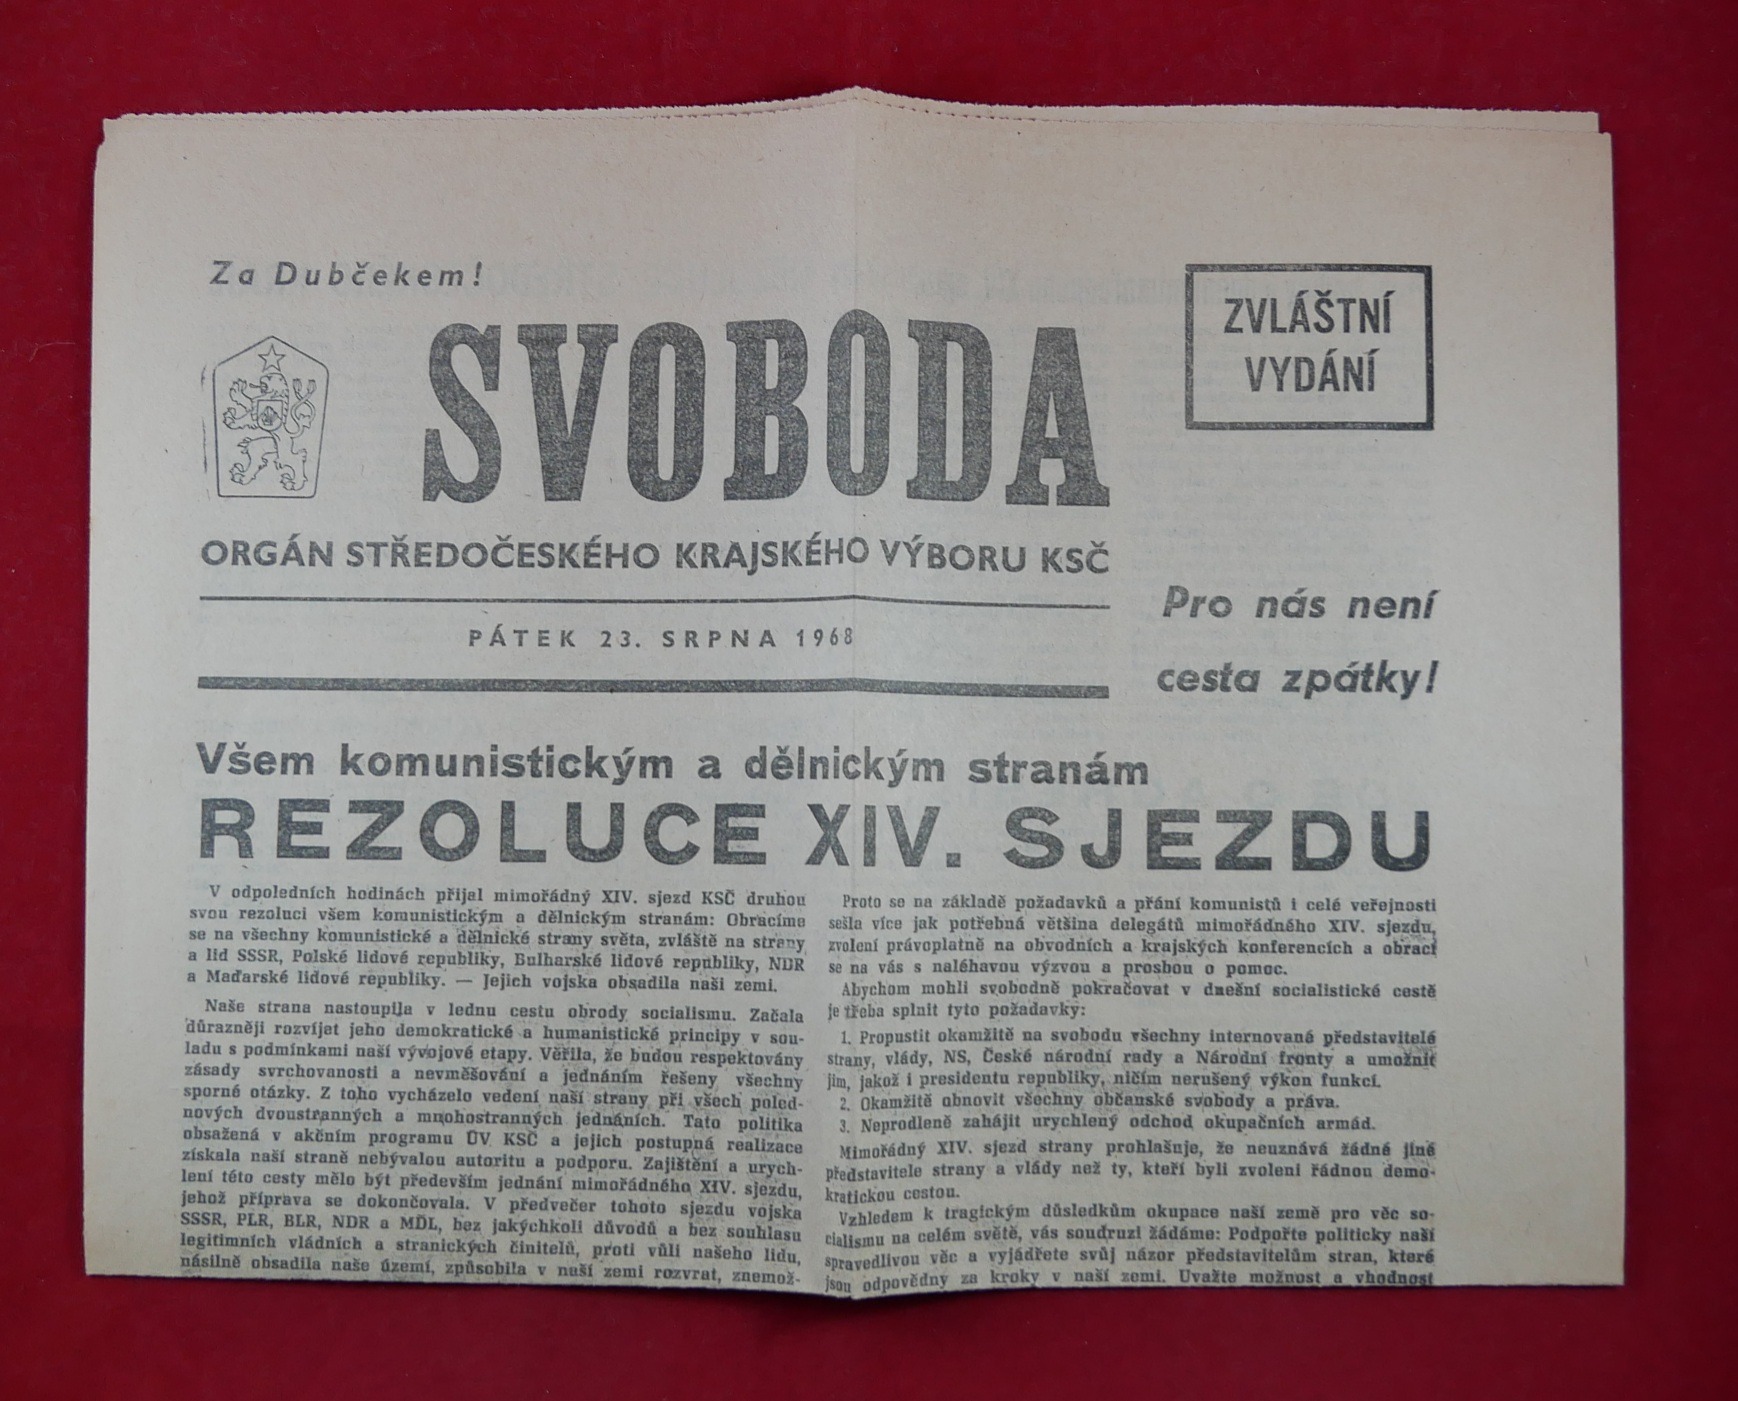 Za Dubčekem!
SVOBODA
ZVLÁŠTNÍ
VYDÁNÍ
ORGÁN STŘEDOČESKÉHO KRAJSKÉHO VÝBORU KSČ
PÁTEK 23. SRPNA 1968
Pro nás není
cesta zpátky!
Všem komunistickým a dělnickým stranám
REZOLUCE XIV. SJEZDU
V odpoledních hodinách přijal mimořádný XIV. sjezd KSČ druhou
svou rezoluci všem komunistickým a dělnickým stranám: Obracíme
se na všechny komunistické a dělnické strany světa, zvláště na strany
a lid SSSR, Polské lidové republiky, Bulharské lidové republiky, NDR
a Maďarské lidové republiky. — Jejich vojska obsadila naši zemi.
Naše strana nastoupila v lednu cestu obrody socialismu. Začala
důrazněji rozvíjet jeho demokratické a humanistické principy v sou-
ladu s podmínkami naší vývojové etapy. Věřila, že budou respektovány
zásady svrchovanosti a nevměšování a jednáním řešeny všechny
sporné otázky. Z toho vycházelo vedení naší strany při všech poled-
nových dvoustranných a mnohostranných jednáních. Tato politika
obsažená v akčním programu ÚV KSČ a jejich postupná realizace
získala naší straně nebývalou autoritu a podporu. Zajištění a urych-
lení této cesty mělo být především jednání mimořádného XIV. sjezdu,
jehož příprava se dokončovala. V předvečer tohoto sjezdu vojska
SSSR, PLR, BLR, NDR a MĎL, bez jakýchkoli důvodů a bez souhlasu
legitimních vládních a stranických činitelů, proti vůli našeho lidu,
násilně obsadila naše území, způsobila v naší zemi rozvrat, znemož-
Proto se na základě požadavků a přání komunistů i celé veřejnosti
sešla více jak potřebná většina delegátů mimořádného XIV. sjezdu,
zvolení právoplatně na obvodních a krajských konferencích a obrací
se na vás s naléhavou výzvou a prosbou o pomoc.
Abychom mohli svobodně pokračovat v dnešní socialistické cestě
je třeba splnit tyto požadavky:
1. Propustit okamžitě na svobodu všechny internované představitelé
strany, vlády, NS, České národní rady a Národní fronty a umožnit
jim, jakož i presidentu republiky, ničím nerušený výkon funkcí.
2. Okamžitě obnovit všechny občanské svobody a práva.
3. Neprodleně zahájit urychlený odchod okupačních armád.
Mimořádný XIV. sjezd strany prohlašuje, že neuznává žádné jiné
představitele strany a vlády než ty, kteří byli zvoleni řádnou demo-
kratickou cestou.
Vzhledem k tragickým důsledkům okupace naší země pro věc so-
cialismu na celém světě, vás soudruzi žádáme: Podpořte politicky naši
spravedlivou věc a vyjádřete svůj názor představitelům stran, které
jsou odpovědny za kroky v naší zemi. Uvažte možnost a vhodnost